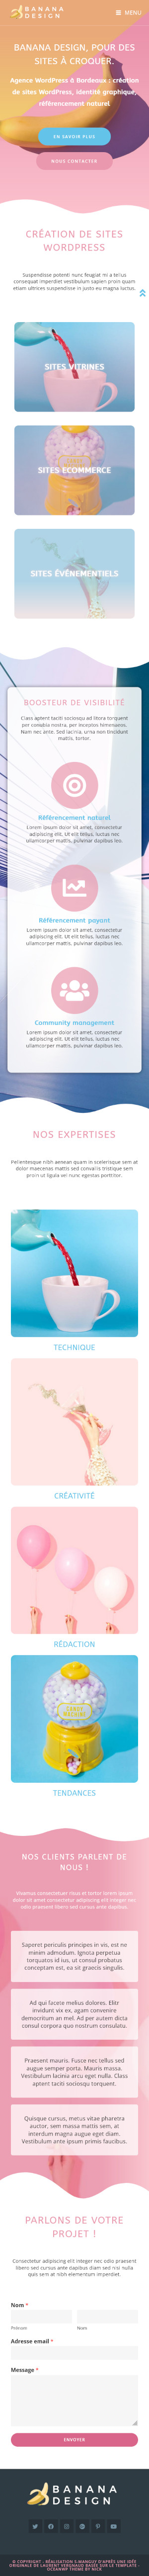 BANANA
DESIGN
MENU
BANANA DESIGN, POUR DES
SITES À CROQUER.
Agence WordPress à Bordeaux : création
de sites WordPress, identité graphique,
référencement naturel
EN SAVOIR PLUS
NOUS CONTACTER
CRÉATION DE SITES
WORDPRESS
Suspendisse potenti nunc feugiat mi a tellus
consequat imperdiet vestibulum sapien proin quam
etiam ultrices suspendisse in justo eu magna luctus.
SITES VITRINES
SITES ECOMMERCE
SITES ÉVÉNEMENTIELS
BOOSTEUR DE VISIBILITÉ
Class aptent taciti sociosqu ad litora torquent
per conubia nostra, per inceptos himenaeos.
Nam nec ante. Sed lacinia, urna non tincidunt
mattis, tortor.
Référencement naturel
Lorem ipsum dolor sit amet, consectetur
adipiscing elit. Ut elit tellus, luctus nec
ullamcorper mattis, pulvinar dapibus leo.
Référencement payant
Lorem ipsum dolor sit amet, consectetur
adipiscing elit. Ut elit tellus, luctus nec
ullamcorper mattis, pulvinar dapibus leo.
Community management
Lorem ipsum dolor sit amet, consectetur
adipiscing elit. Ut elit tellus, luctus nec
ullamcorper mattis, pulvinar dapibus leo.
NOS EXPERTISES
Pellentesque nibh aenean quam in scelerisque sem at
dolor maecenas mattis sed convallis tristique sem
proin ut ligula vel nunc egestas porttitor.
TECHNIQUE
CRÉATIVITÉ
RÉDACTION
TENDANCES
NOS CLIENTS PARLENT DE
NOUS !
Vivamus consectetuer risus et tortor lorem ipsum
dolor sit amet consectetur adipiscing elit integer nec
odio praesent libero sed cursus ante dapibus.
Saperet periculis principes in vis, est ne
minim admodum. Ignota perpetua
torquatos id ius, ut consul probatus
conceptam est, ea sit graecis singulis.
Ad qui facete melius dolores. Elitr
invidunt no vix, agam convenire
democritum an mel. Ad per autem dicta
consul corpora quo nostrum consulatu.
Praesent mauris. Fusce nec tellus sed
augue semper porta. Mauris massa.
Vestibulum lacinia arcu eget nulla. Class
aptent taciti sociosqu torquent.
Quisque cursus, metus vitae pharetra
auctor, sem massa mattis sem, at
interdum magna augue eget diam.
Vestibulum ante ipsum primis faucibus.
PARLONS DE VOTRE
PROJET !
Consectetur adipiscing elit integer nec odio praesent
libero sed cursus ante dapibus diam sed nisi nulla
quis sem at nibh elementum imperdiet.
Nom *
Prénom Nom
Adresse email *
Message *
ENVOYER
BANANA
DESIGN
© COPYRIGHT - RÉALISATION S.MANGUY D'APRÈS UNE IDÉE
ORIGINALE DE LAURENT VERGNAUD BASÉE SUR LE TEMPLATE
OCEANWP THEME BY NICK